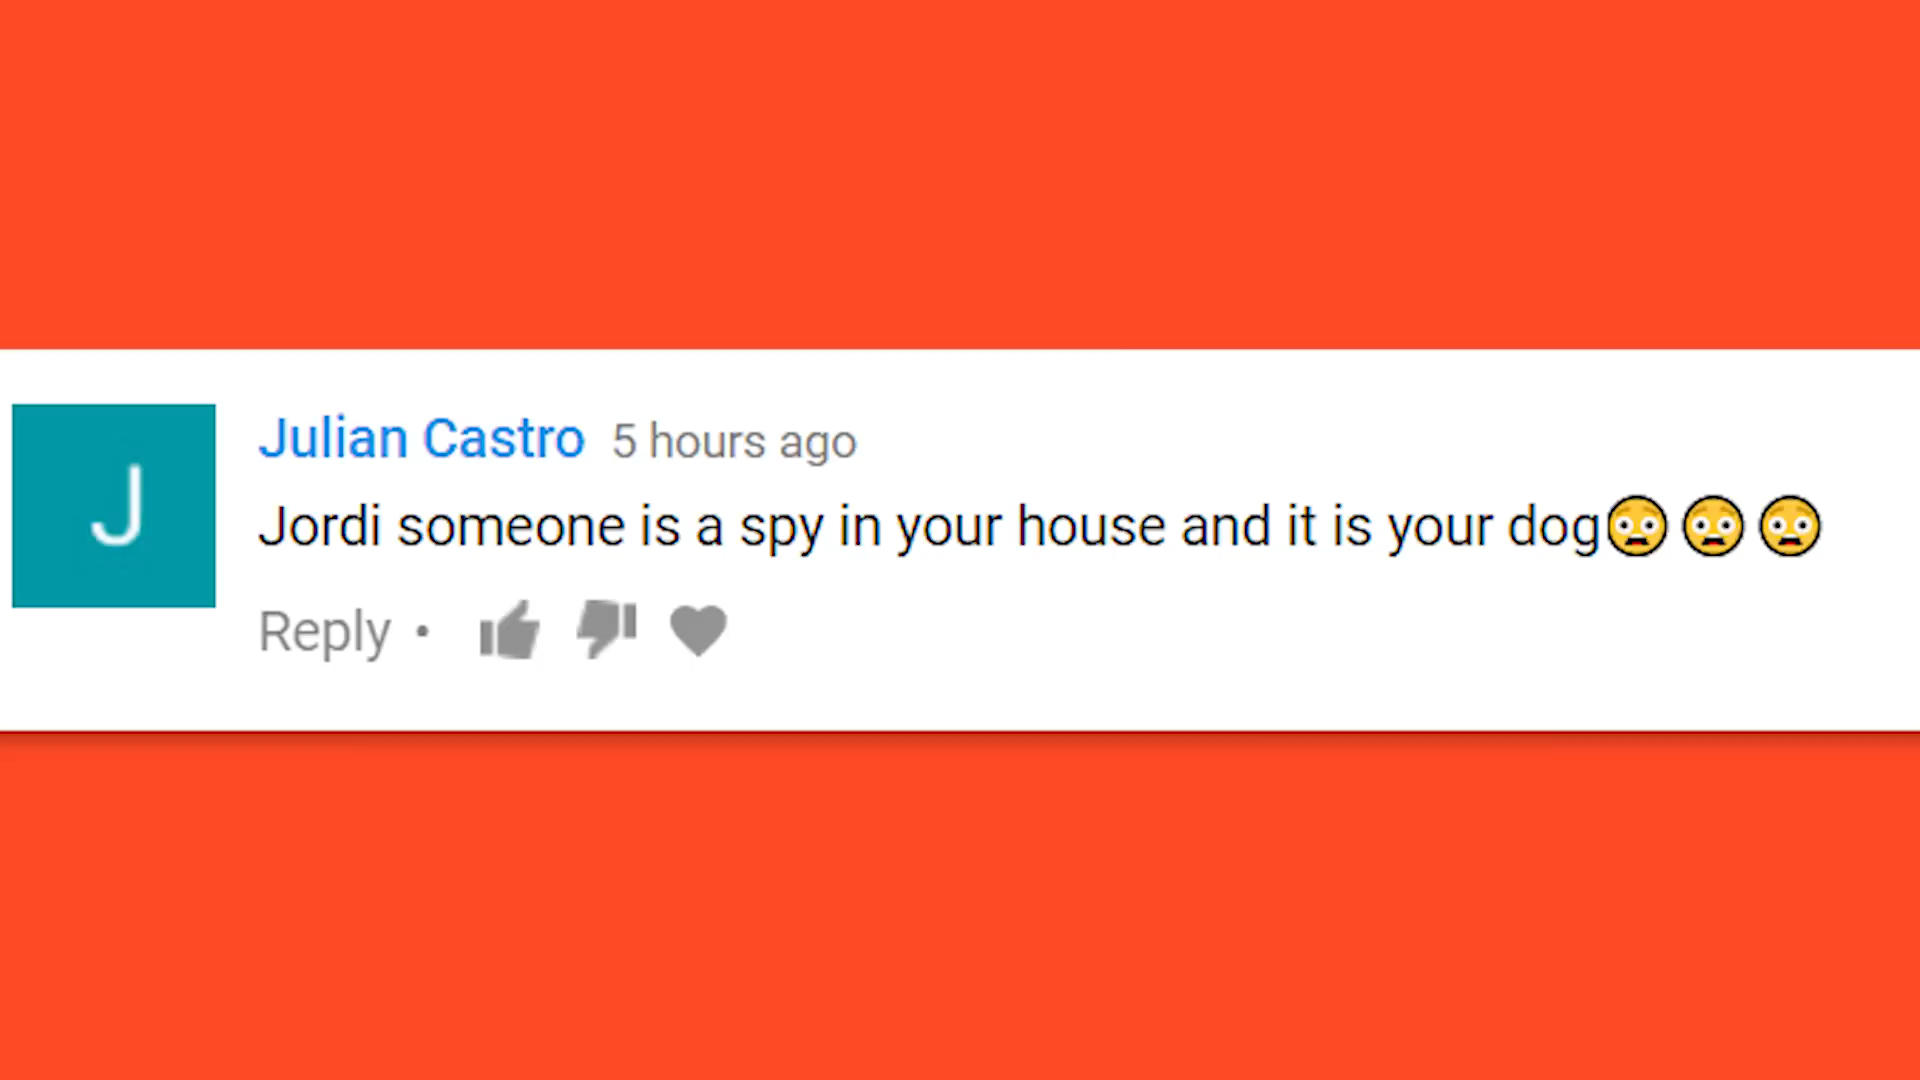 J
Julian Castro 5 hours ago
Jordi someone is a spy in your house and it is your dog😳😳😳
Reply •